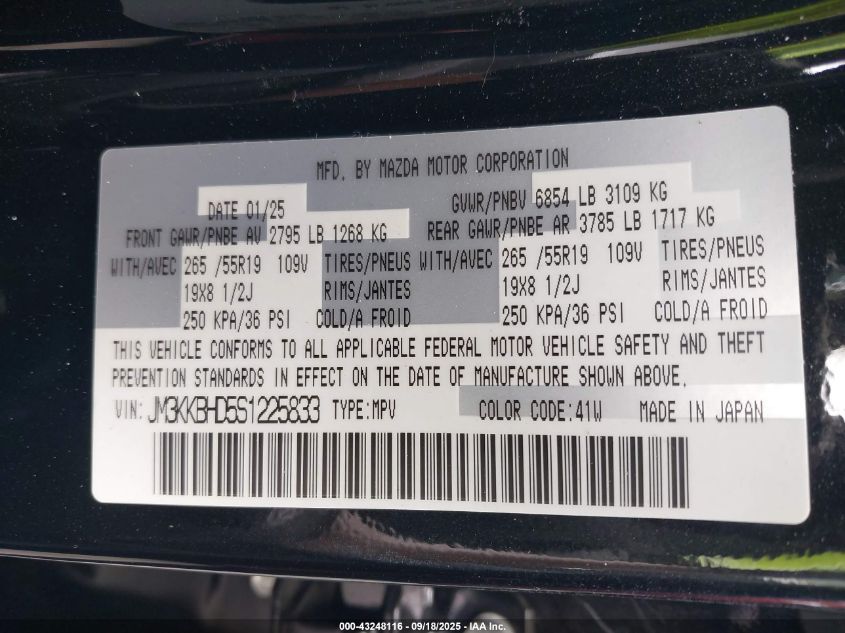 MFD. BY MAZDA MOTOR CORPORATION
DATE 01/25 GVWR/PNBV 6854 LB 3109 KG
FRONT GAWR/PNBE AV 2795 LB 1268 KG REAR GAWR/PNBE AR 3785 LB 1717 KG
WITH/AVEC 265 /55R19 109V TIRES/PNEUS WITH/AVEC 265 /55R19 109V TIRES/PNEUS
19X8 1/2J RIMS/JANTES 19X8 1/2J RIMS/JANTES
250 KPA/36 PSI COLD/A FROID 250 KPA/36 PSI COLD/A FROID
THIS VEHICLE CONFORMS TO ALL APPLICABLE FEDERAL MOTOR VEHICLE SAFETY AND THEFT
PREVENTION STANDARDS IN EFFECT ON THE DATE OF MANUFACTURE SHOWN ABOVE.
VIN: JM3KKBHD5S1225833 TYPE:MPV COLOR CODE:41W MADE IN JAPAN
000-43248116 - 09/18/2025 - IAA Inc.